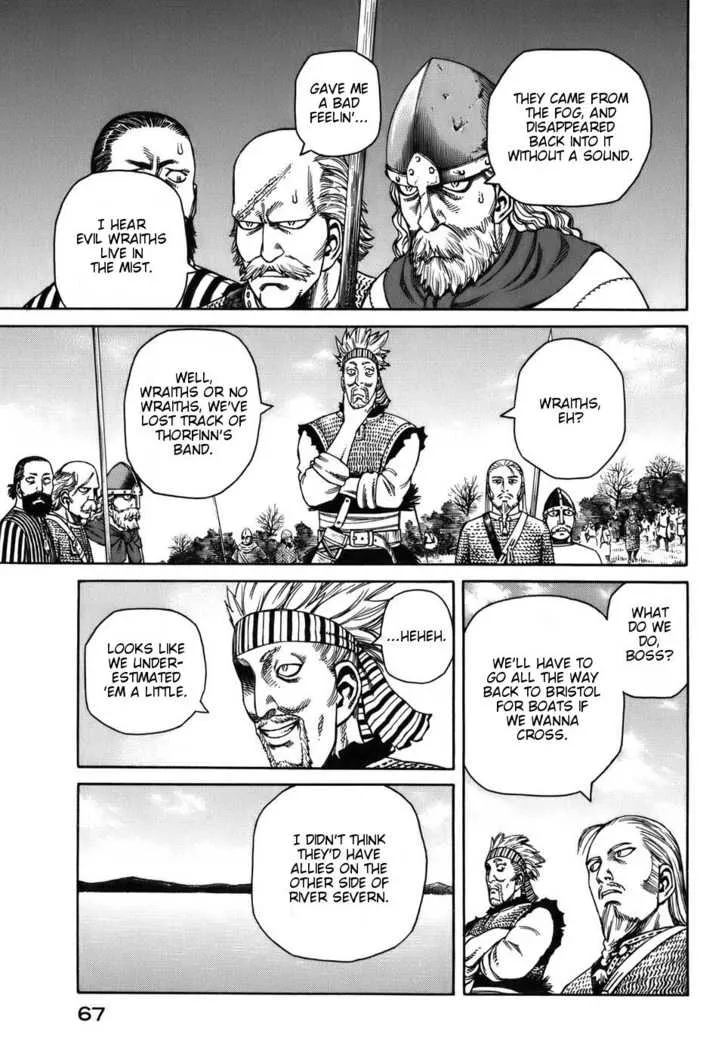 THEY CAME FROM
THE FOG, AND
DISAPPEARED
BACK INTO IT
WITHOUT A SOUND.
GAVE ME
A BAD
FEELIN'...
I HEAR
EVIL WRAITHS
LIVE IN
THE MIST.
WRAITHS,
EH?
WELL,
WRAITHS OR NO
WRAITHS, WE'VE
LOST TRACK OF
THORFINN'S
BAND.
WHAT
DO WE
DO,
BOSS?
WE'LL HAVE TO
GO ALL THE WAY
BACK TO BRISTOL
FOR BOATS IF
WE WANNA
CROSS.
...HEHEH.
LOOKS LIKE
WE UNDER-
ESTIMATED
'EM A LITTLE.
I DIDN'T THINK
THEY'D HAVE
ALLIES ON THE
OTHER SIDE OF
RIVER SEVERN.
67